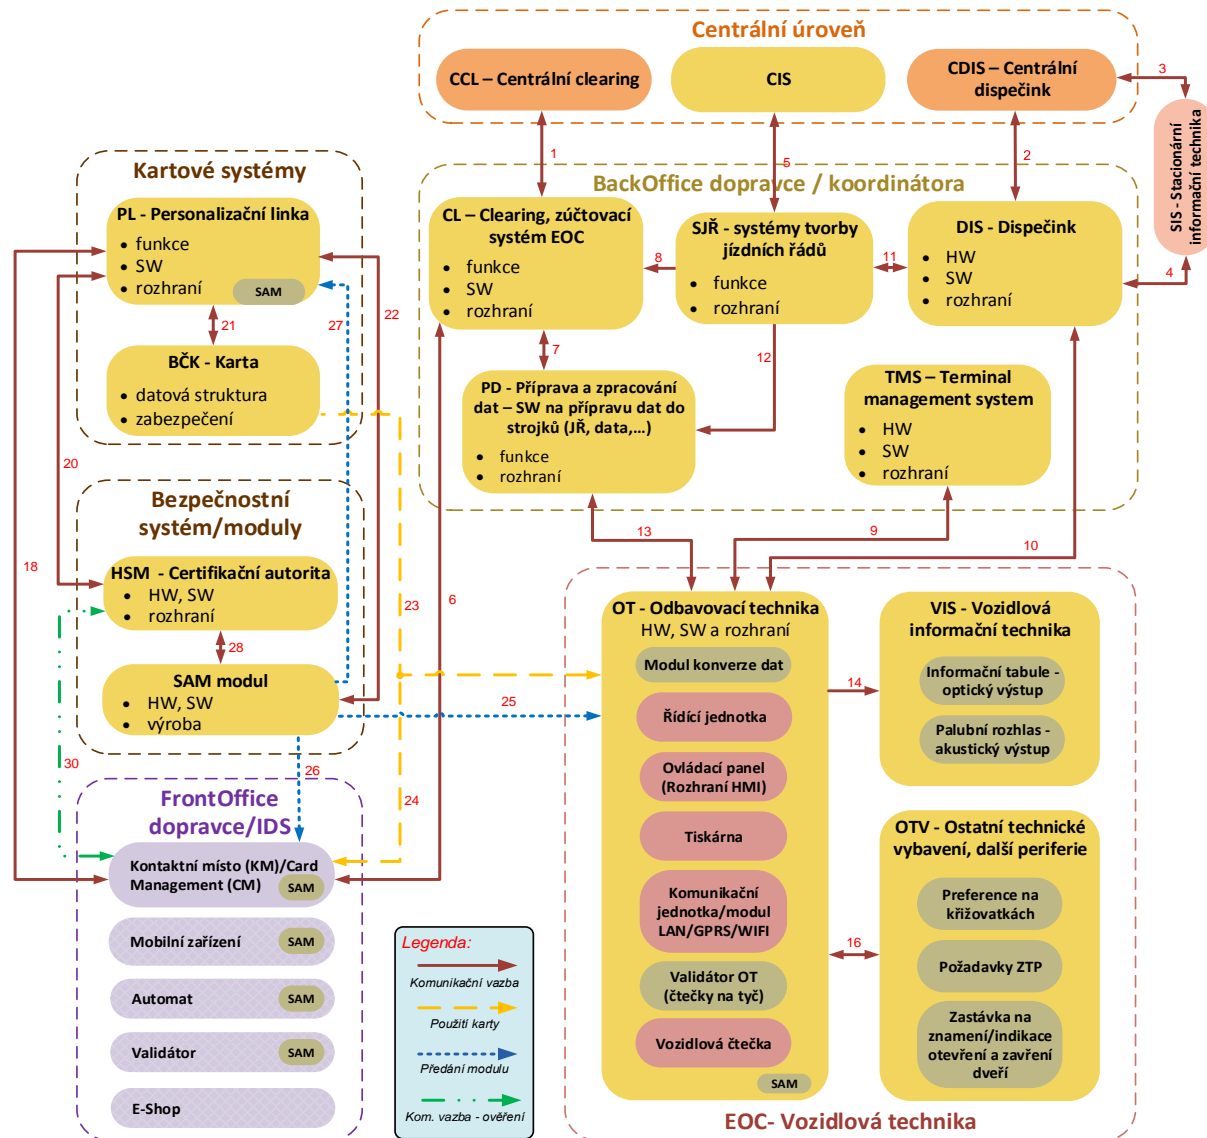 Centrální úroveň
CCL – Centrální clearing
CIS
CDIS – Centrální
dispečink
3
SIS - Stacionární
informační technika
1
5
2
4
Kartové systémy
PL - Personalizační linka
• funkce
• SW
• rozhraní
SAM
21
27
22
BČK - Karta
• datová struktura
• zabezpečení
20
18
BackOffice dopravce / koordinátora
CL – Clearing, zúčtovací
systém EOC
• funkce
• SW
• rozhraní
8
SJŘ - systémy tvorby
jízdních řádů
• funkce
• rozhraní
11
DIS - Dispečink
• HW
• SW
• rozhraní
7
12
PD - Příprava a zpracování
dat – SW na přípravu dat do
strojků (JŘ, data,...)
• funkce
• rozhraní
TMS – Terminal
management system
• HW
• SW
• rozhraní
13
9
10
Bezpečnostní
systém/moduly
HSM - Certifikační autorita
• HW, SW
• rozhraní
28
SAM modul
• HW, SW
• výroba
23
6
25
26
30
24
FrontOffice
dopravce/IDS
Kontaktní místo (KM)/Card
Management (CM)
SAM
Mobilní zařízení
SAM
Automat
SAM
Validátor
SAM
E-Shop
Legenda:
Komunikační vazba
Použití karty
Předání modulu
Kom. vazba - ověření
OT - Odbavovací technika
HW, SW a rozhraní
Modul konverze dat
Řídící jednotka
Ovládací panel
(Rozhraní HMI)
Tiskárna
Komunikační
jednotka/modul
LAN/GPRS/WIFI
Validátor OT
(čtečky na tyč)
Vozidlová čtečka
SAM
14
16
VIS - Vozidlová
informační technika
Informační tabule -
optický výstup
Palubní rozhlas -
akustický výstup
OTV - Ostatní technické
vybavení, další periferie
Preference na
křižovatkách
Požadavky ZTP
Zastávka na
znamení/indikace
otevření a zavření
dveří
EOC- Vozidlová technika